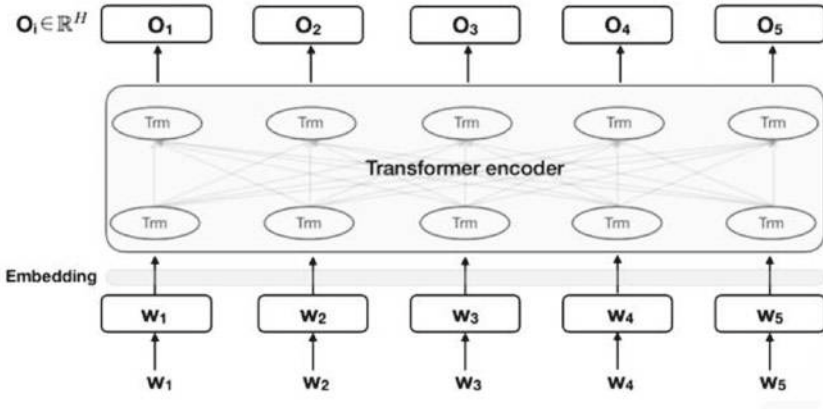 Oᵢ∈ℝᴴ O₁ O₂ O₃ O₄ O₅
Trm Trm Trm Trm Trm
Transformer encoder
Trm Trm Trm Trm Trm
Embedding
w₁ w₂ w₃ w₄ w₅
w₁ w₂ w₃ w₄ w₅